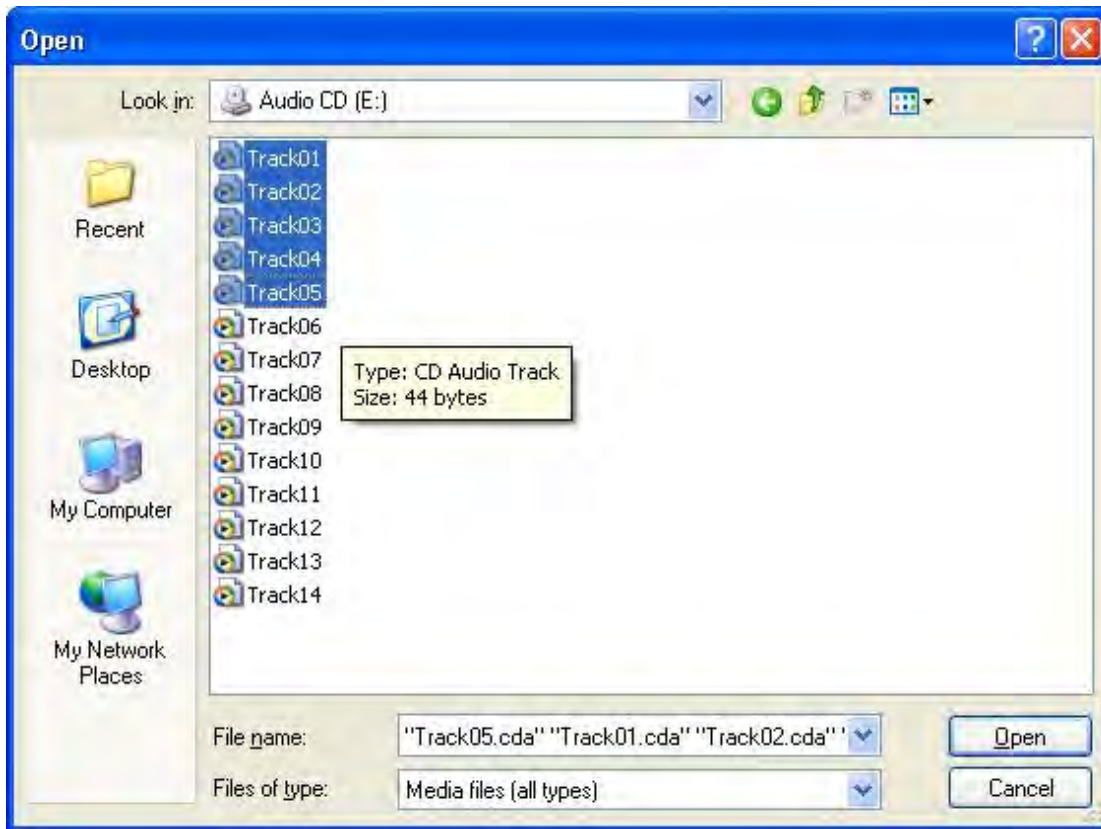 Open
Look in: Audio CD (E:)
Recent
Desktop
My Computer
My Network
Places
Track01
Track02
Track03
Track04
Track05
Track06
Track07
Track08
Track09
Track10
Track11
Track12
Track13
Track14
Type: CD Audio Track
Size: 44 bytes
File name: "Track05.cda" "Track01.cda" "Track02.cda" "
Open
Files of type: Media files (all types)
Cancel